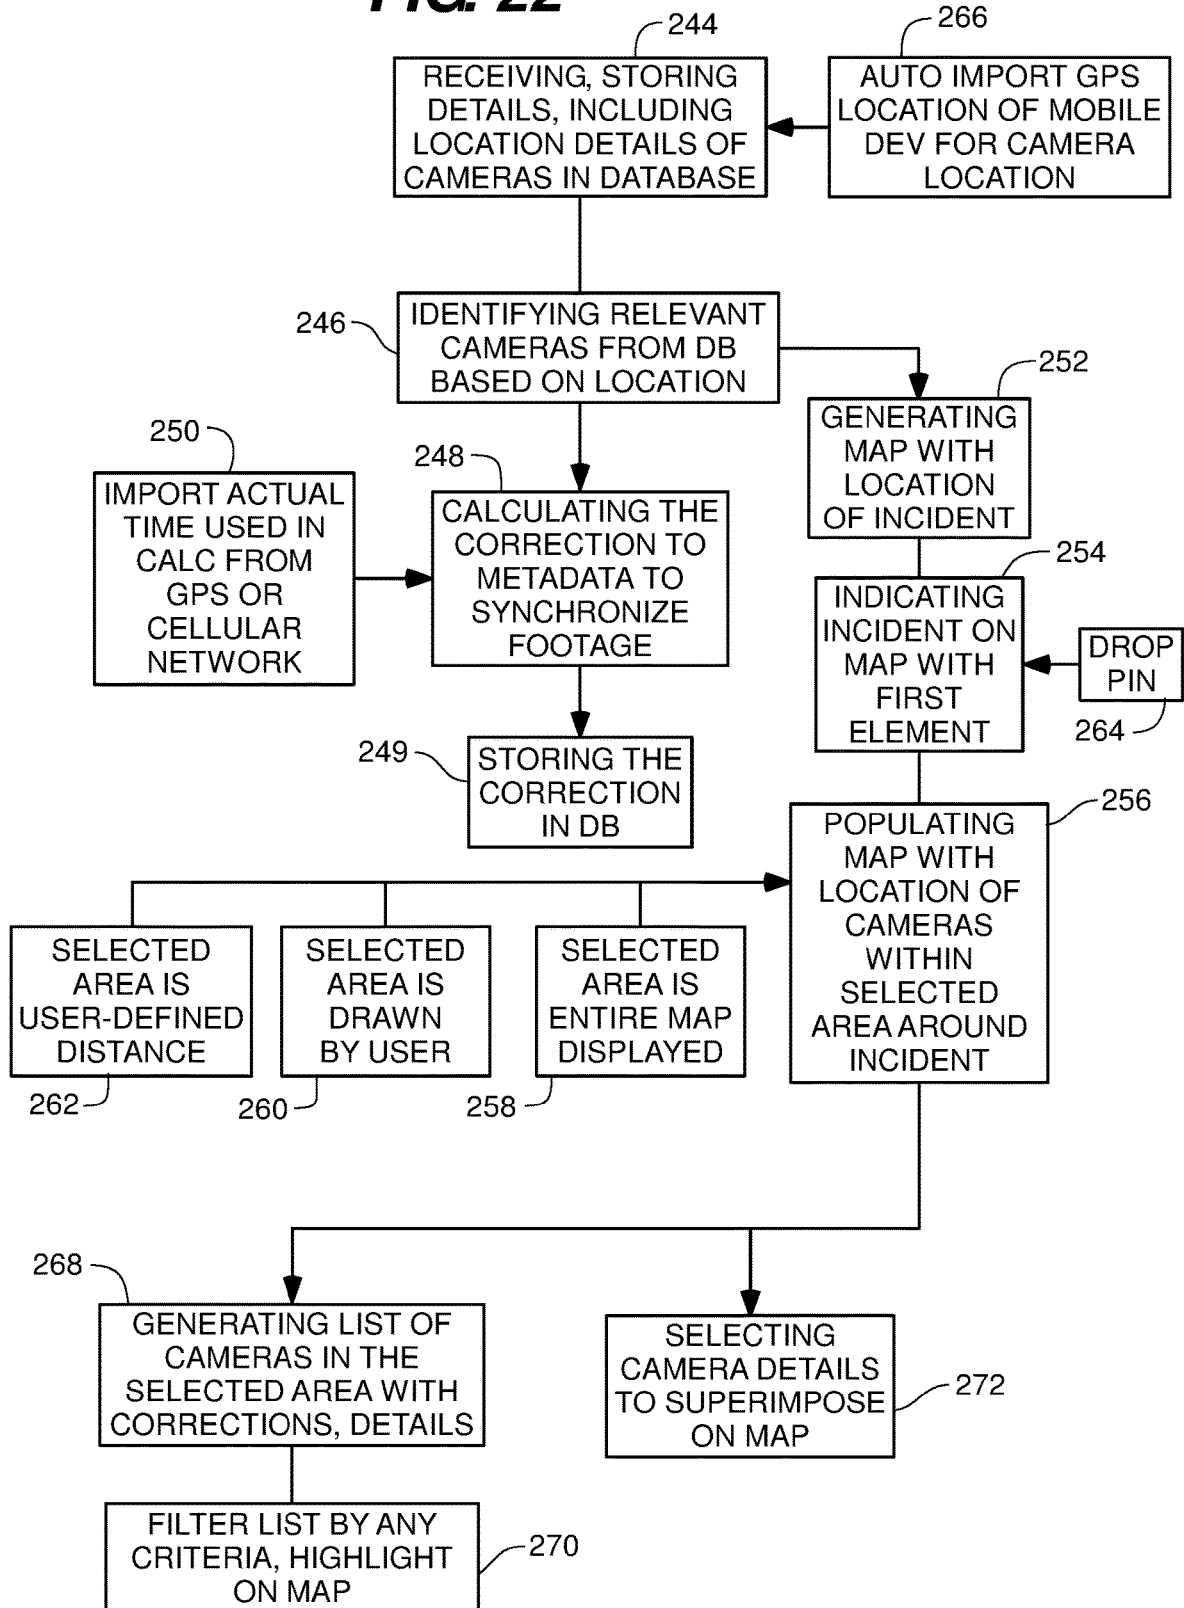 FIG. 22
244
266
RECEIVING, STORING
DETAILS, INCLUDING
LOCATION DETAILS OF
CAMERAS IN DATABASE
AUTO IMPORT GPS
LOCATION OF MOBILE
DEV FOR CAMERA
LOCATION
246
IDENTIFYING RELEVANT
CAMERAS FROM DB
BASED ON LOCATION
252
GENERATING
MAP WITH
LOCATION
OF INCIDENT
250
IMPORT ACTUAL
TIME USED IN
CALC FROM
GPS OR
CELLULAR
NETWORK
248
CALCULATING THE
CORRECTION TO
METADATA TO
SYNCHRONIZE
FOOTAGE
254
INDICATING
INCIDENT ON
MAP WITH
FIRST
ELEMENT
DROP
PIN
264
249
STORING THE
CORRECTION
IN DB
256
POPULATING
MAP WITH
LOCATION OF
CAMERAS
WITHIN
SELECTED
AREA AROUND
INCIDENT
SELECTED
AREA IS
USER-DEFINED
DISTANCE
262
SELECTED
AREA IS
DRAWN
BY USER
260
SELECTED
AREA IS
ENTIRE MAP
DISPLAYED
258
268
GENERATING LIST OF
CAMERAS IN THE
SELECTED AREA WITH
CORRECTIONS, DETAILS
SELECTING
CAMERA DETAILS
TO SUPERIMPOSE
ON MAP
272
FILTER LIST BY ANY
CRITERIA, HIGHLIGHT
ON MAP
270